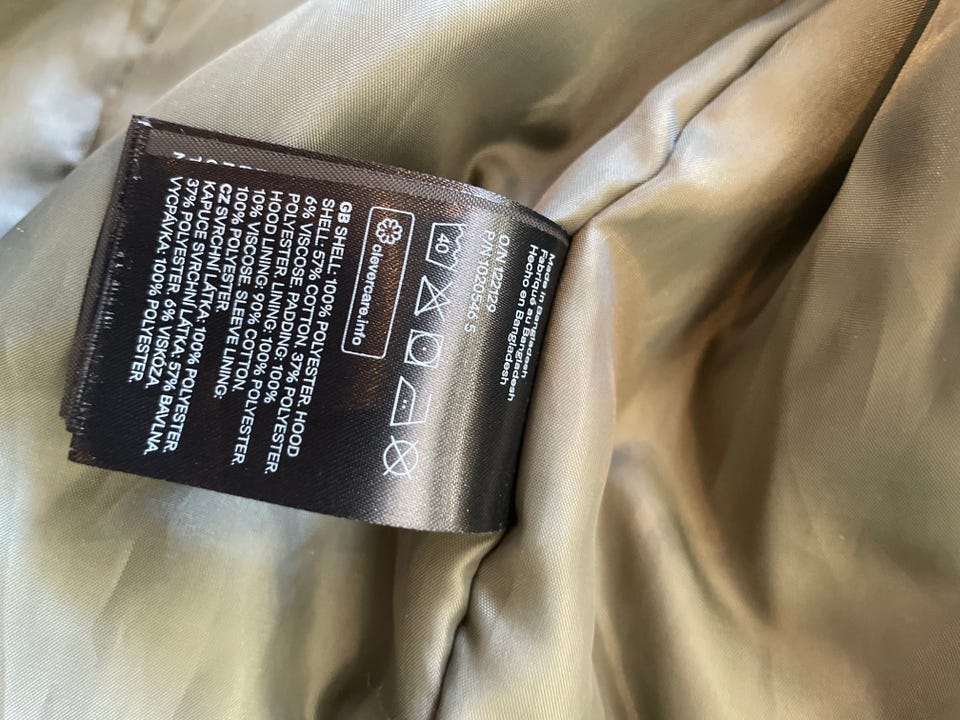 Made in Bangladesh
Fabriqué au Bangladesh
Hecho en Bangladesh
O/N 122129
P/N 1020546 5
40
clevercare.info
GB SHELL: 100% POLYESTER. HOOD
SHELL: 57% COTTON, 37% POLYESTER,
6% VISCOSE. PADDING: 100%
POLYESTER. HOOD LINING: 100%
HOOD LINING: 90% COTTON,
10% VISCOSE. SLEEVE LINING:
100% POLYESTER.
CZ SVRCHNÍ LÁTKA: 100% POLYESTER.
KAPUCE SVRCHNÍ LÁTKA: 57% BAVLNA,
37% POLYESTER, 6% VISKÓZA.
VYCPÁVKA: 100% POLYESTER.